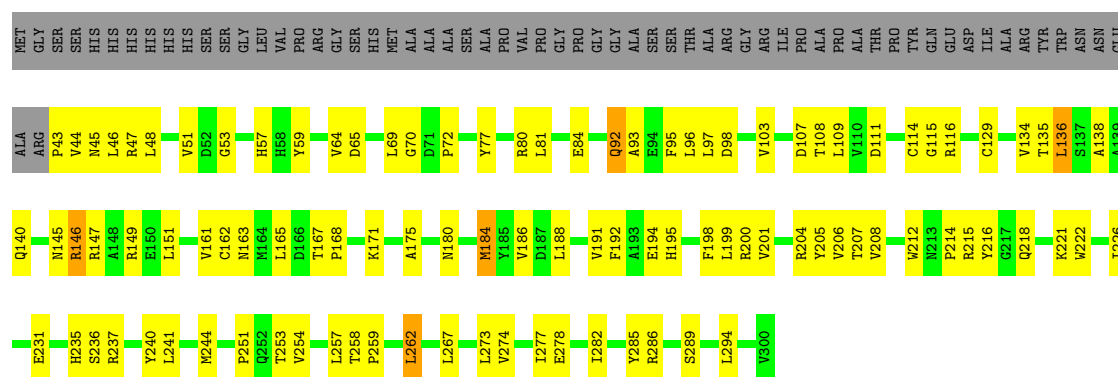 MET GLY SER SER HIS HIS HIS HIS HIS HIS SER SER GLY LEU VAL PRO ARG GLY SER HIS MET ALA ALA ALA SER ALA PRO VAL PRO GLY PRO GLY GLY ALA SER SER THR ALA ARG GLY ARG ILE PRO ALA PRO ALA THR PRO TYR GLN GLU ASP ILE ALA ARG TYR TRP ASN ASN GLU
ALA ARG P43 V44 N45 L46 R47 L48 V51 D52 G53 H57 H58 Y59 V64 D65 L69 G70 D71 P72 Y77 R80 L81 E84 Q92 A93 E94 F95 L96 L97 D98 V103 D107 T108 L109 V110 D111 C114 G115 R116 C129 V134 T135 L136 S137 A138 A139
Q140 N145 R146 R147 A148 R149 E150 L151 V161 C162 N163 M164 L165 D166 T167 P168 K171 A175 N180 M184 Y185 V186 D187 L188 V191 F192 A193 E194 H195 F198 L199 R200 V201 R204 Y205 V206 T207 V208 W212 N213 P214 R215 Y216 G217 Q218 K221 W222 I226
E231 H235 S236 R237 Y240 L241 M244 P251 Q252 T253 V254 L257 T258 P259 L262 L267 L273 V274 I277 E278 I282 Y285 R286 S289 L294 V300